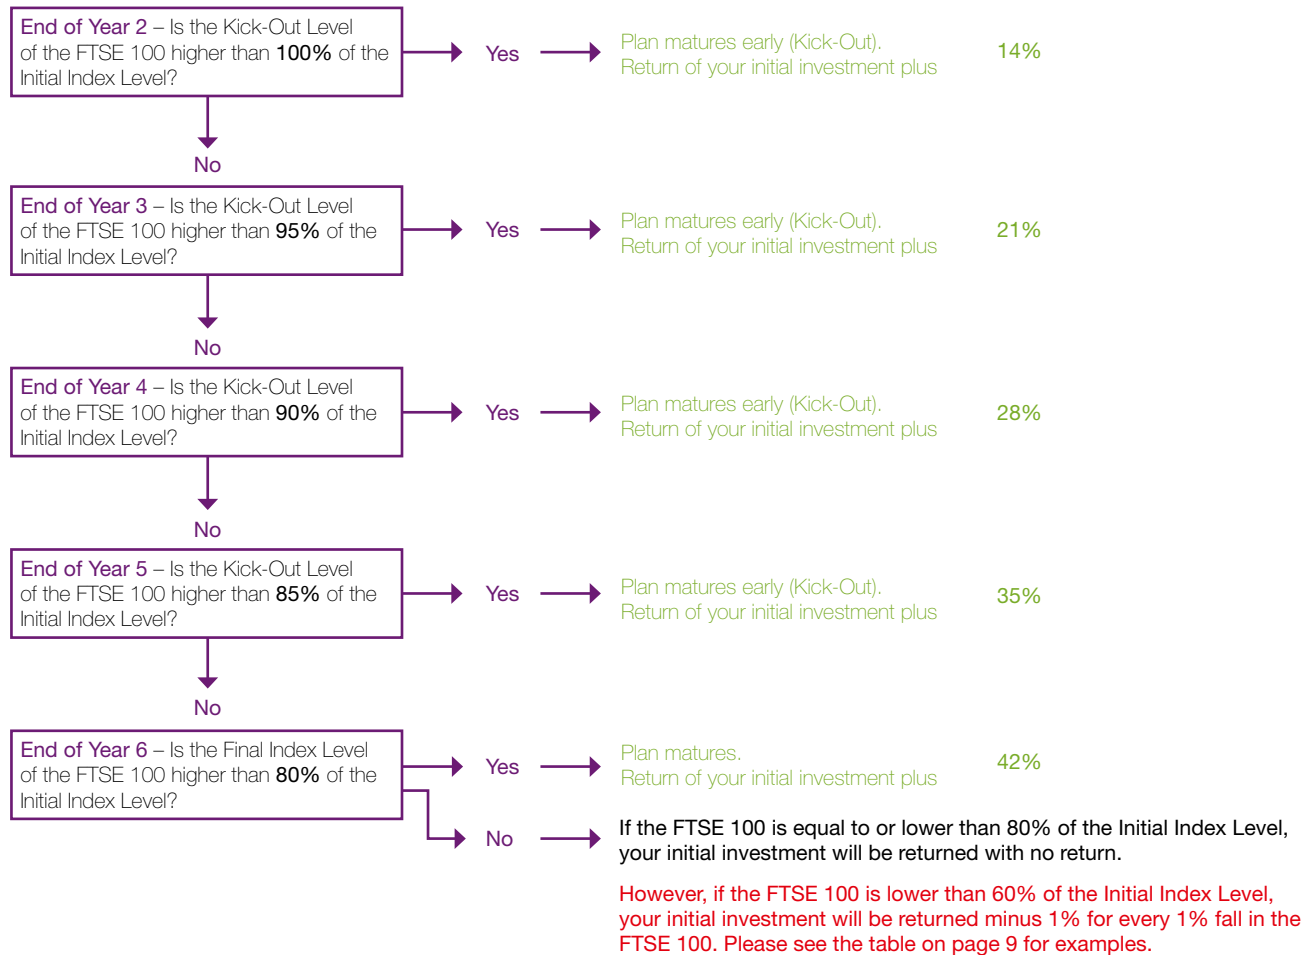 End of Year 2 – Is the Kick-Out Level
of the FTSE 100 higher than 100% of the
Initial Index Level?
Yes
Plan matures early (Kick-Out).
Return of your initial investment plus
14%
No
End of Year 3 – Is the Kick-Out Level
of the FTSE 100 higher than 95% of the
Initial Index Level?
Yes
Plan matures early (Kick-Out).
Return of your initial investment plus
21%
No
End of Year 4 – Is the Kick-Out Level
of the FTSE 100 higher than 90% of the
Initial Index Level?
Yes
Plan matures early (Kick-Out).
Return of your initial investment plus
28%
No
End of Year 5 – Is the Kick-Out Level
of the FTSE 100 higher than 85% of the
Initial Index Level?
Yes
Plan matures early (Kick-Out).
Return of your initial investment plus
35%
No
End of Year 6 – Is the Final Index Level
of the FTSE 100 higher than 80% of the
Initial Index Level?
Yes
Plan matures.
Return of your initial investment plus
42%
No
If the FTSE 100 is equal to or lower than 80% of the Initial Index Level,
your initial investment will be returned with no return.
However, if the FTSE 100 is lower than 60% of the Initial Index Level,
your initial investment will be returned minus 1% for every 1% fall in the
FTSE 100. Please see the table on page 9 for examples.